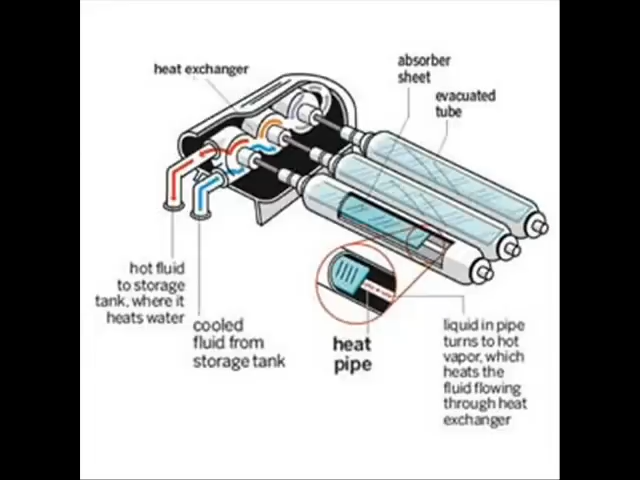 heat exchanger
absorber
sheet
evacuated
tube
hot fluid
to storage
tank, where it
heats water
cooled
fluid from
storage tank
heat
pipe
liquid in pipe
turns to hot
vapor, which
heats the
fluid flowing
through heat
exchanger